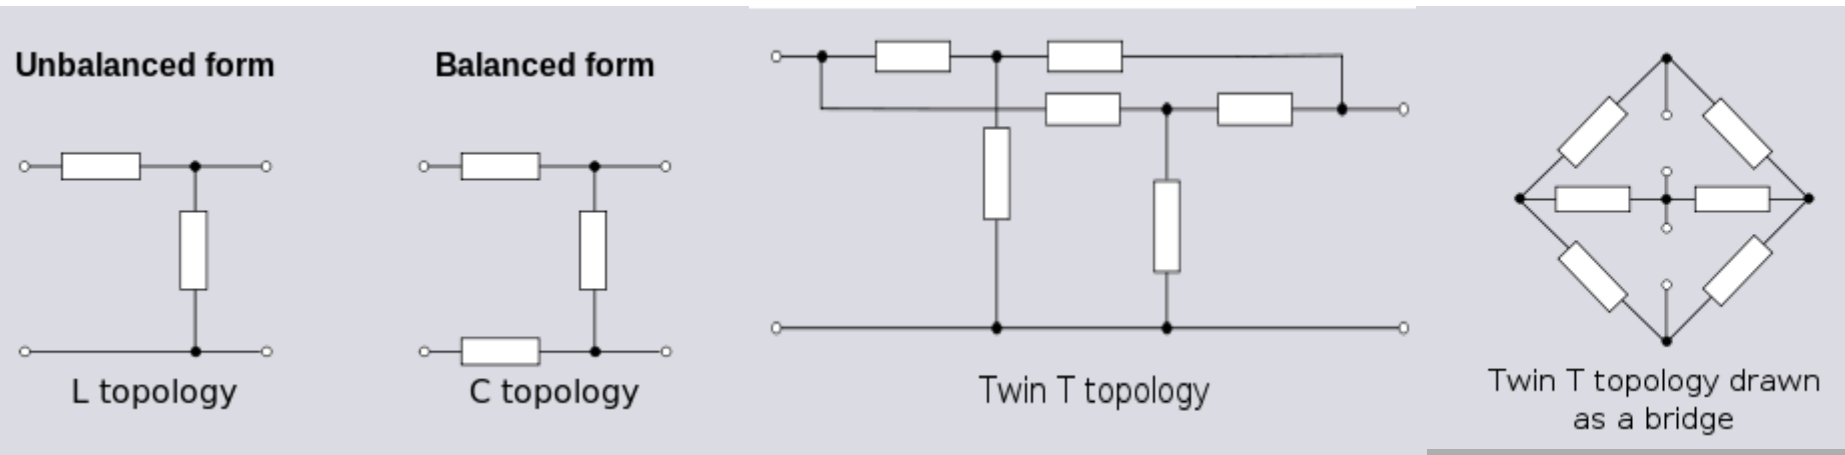 Unbalanced form
Balanced form
L topology
C topology
Twin T topology
Twin T topology drawn
as a bridge